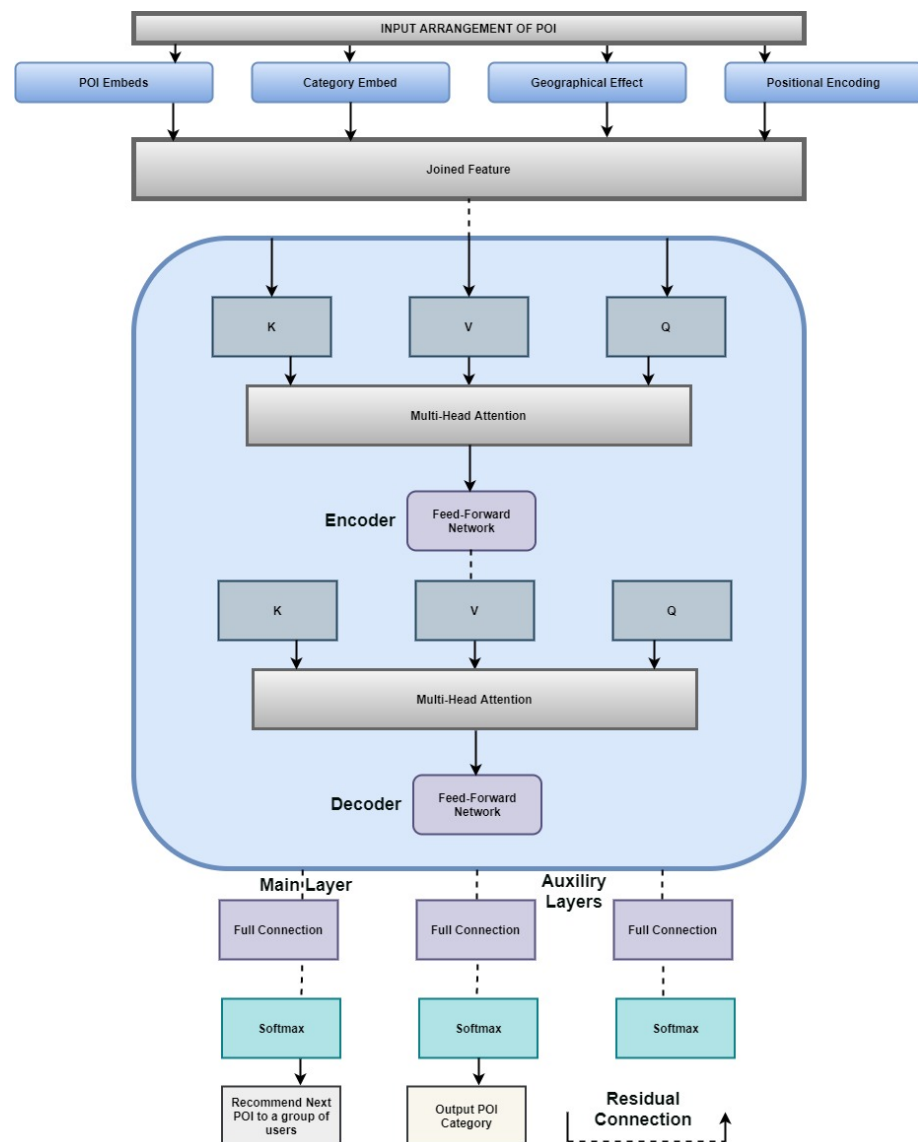 INPUT ARRANGEMENT OF POI
POI Embeds
Category Embed
Geographical Effect
Positional Encoding
Joined Feature
K
V
Q
Multi-Head Attention
Encoder
Feed-Forward
Network
K
V
Q
Multi-Head Attention
Decoder
Feed-Forward
Network
Main Layer
Auxiliry
Layers
Full Connection
Full Connection
Full Connection
Softmax
Softmax
Softmax
Recommend Next
POI to a group of
users
Output POI
Category
Residual
Connection